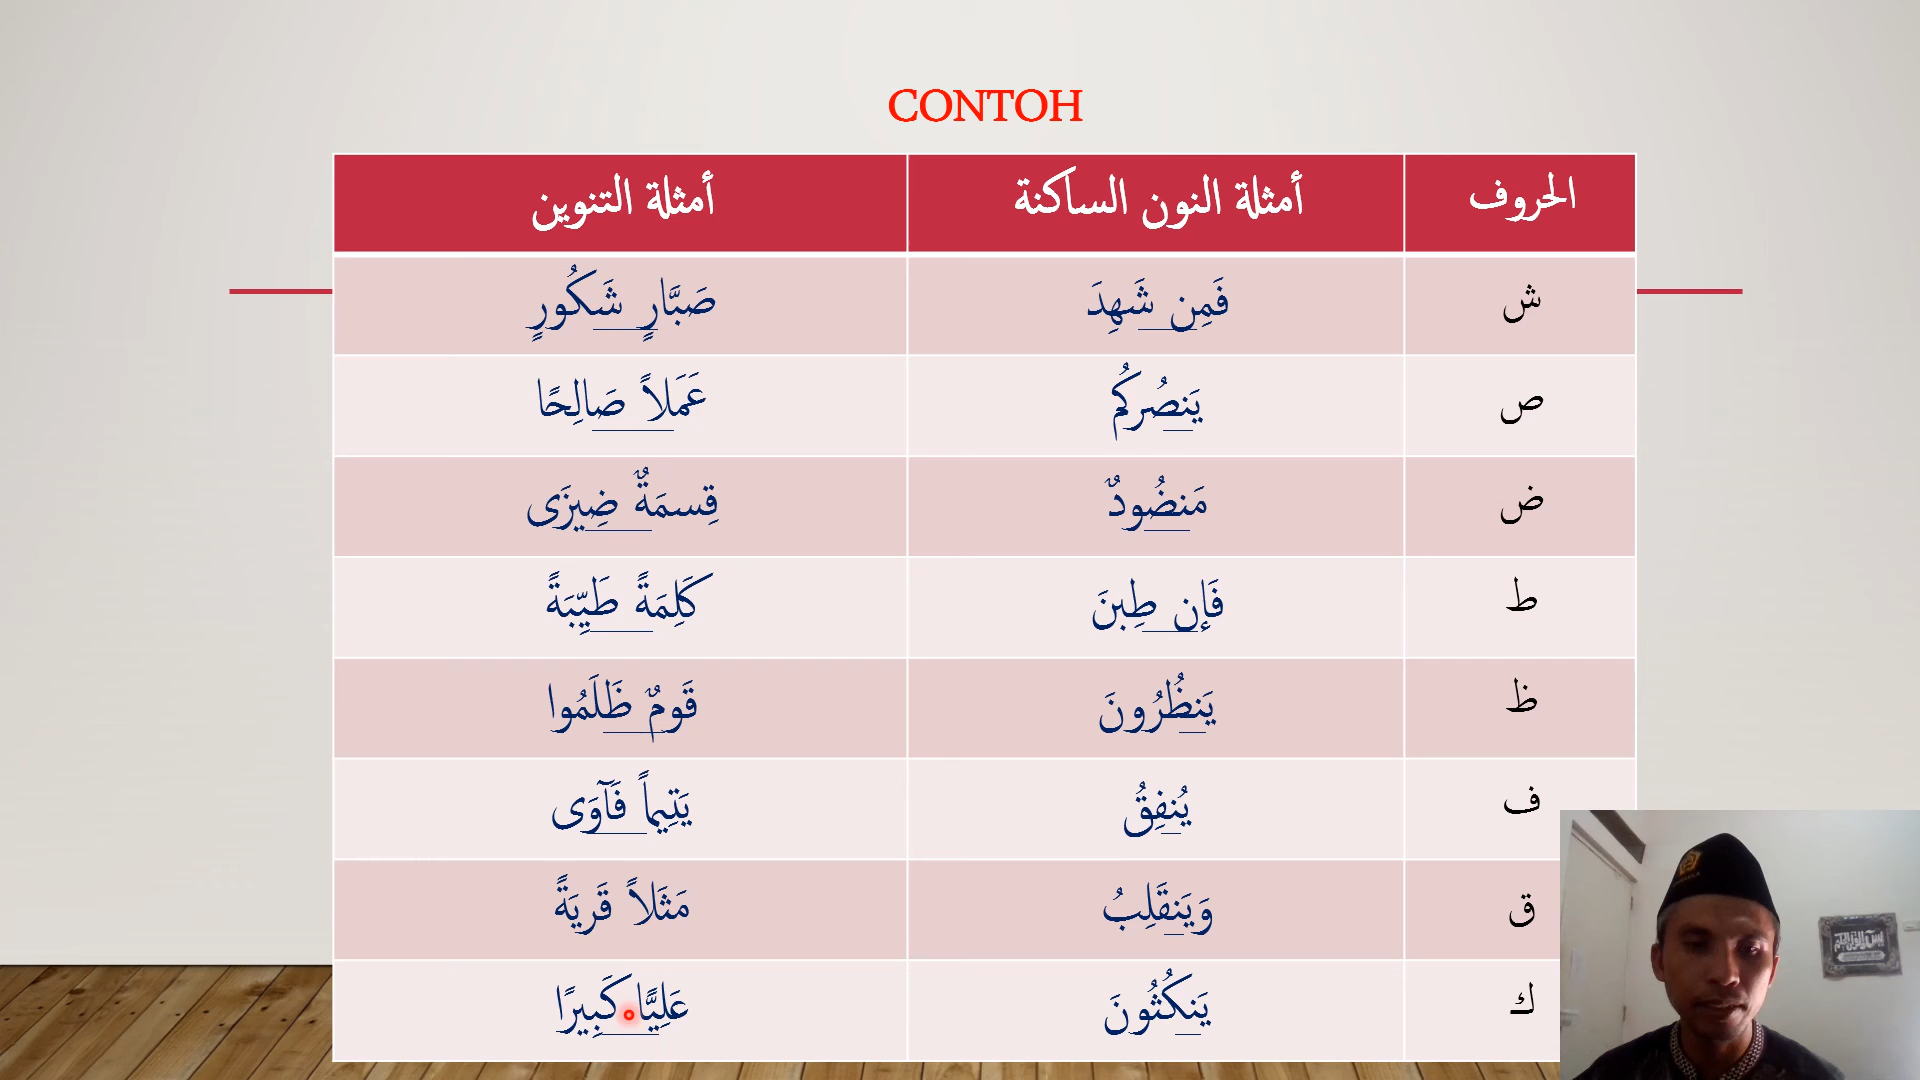 CONTOH
الحروف أمثلة النون الساكنة أمثلة التنوين
ش فَمِن شَهِدَ صَبَّارٍ شَكُورٍ
ص يَنصُركُم عَمَلاً صَالِحًا
ض مَنضُودٌ قِسمَةٌ ضِيزَى
ط فَإِن طِبنَ كَلِمَةً طَيِّبَةً
ظ يَنظُرُونَ قَومٌ ظَلَمُوا
ف يُنفِقُ يَتِيماً فَآوَى
ق وَيَنقَلِبُ مَثَلاً قَريَةً
ك يَنكُثُونَ عَلِيًّا كَبِيرًا